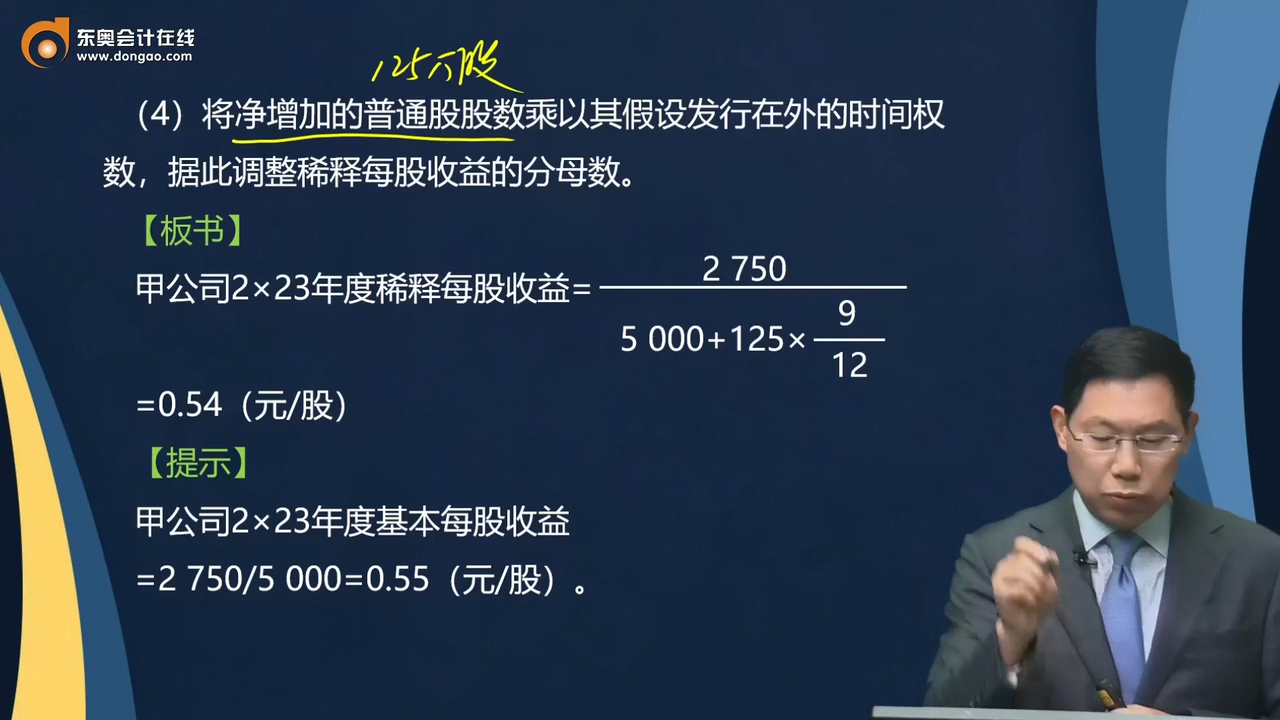 东奥会计在线
www.dongao.com
125万股
（4）将净增加的普通股股数乘以其假设发行在外的时间权
数，据此调整稀释每股收益的分母数。
【板书】
甲公司2×23年度稀释每股收益=
2 750
5 000+125×
9
12
=0.54（元/股）
【提示】
甲公司2×23年度基本每股收益
=2 750/5 000=0.55（元/股）。